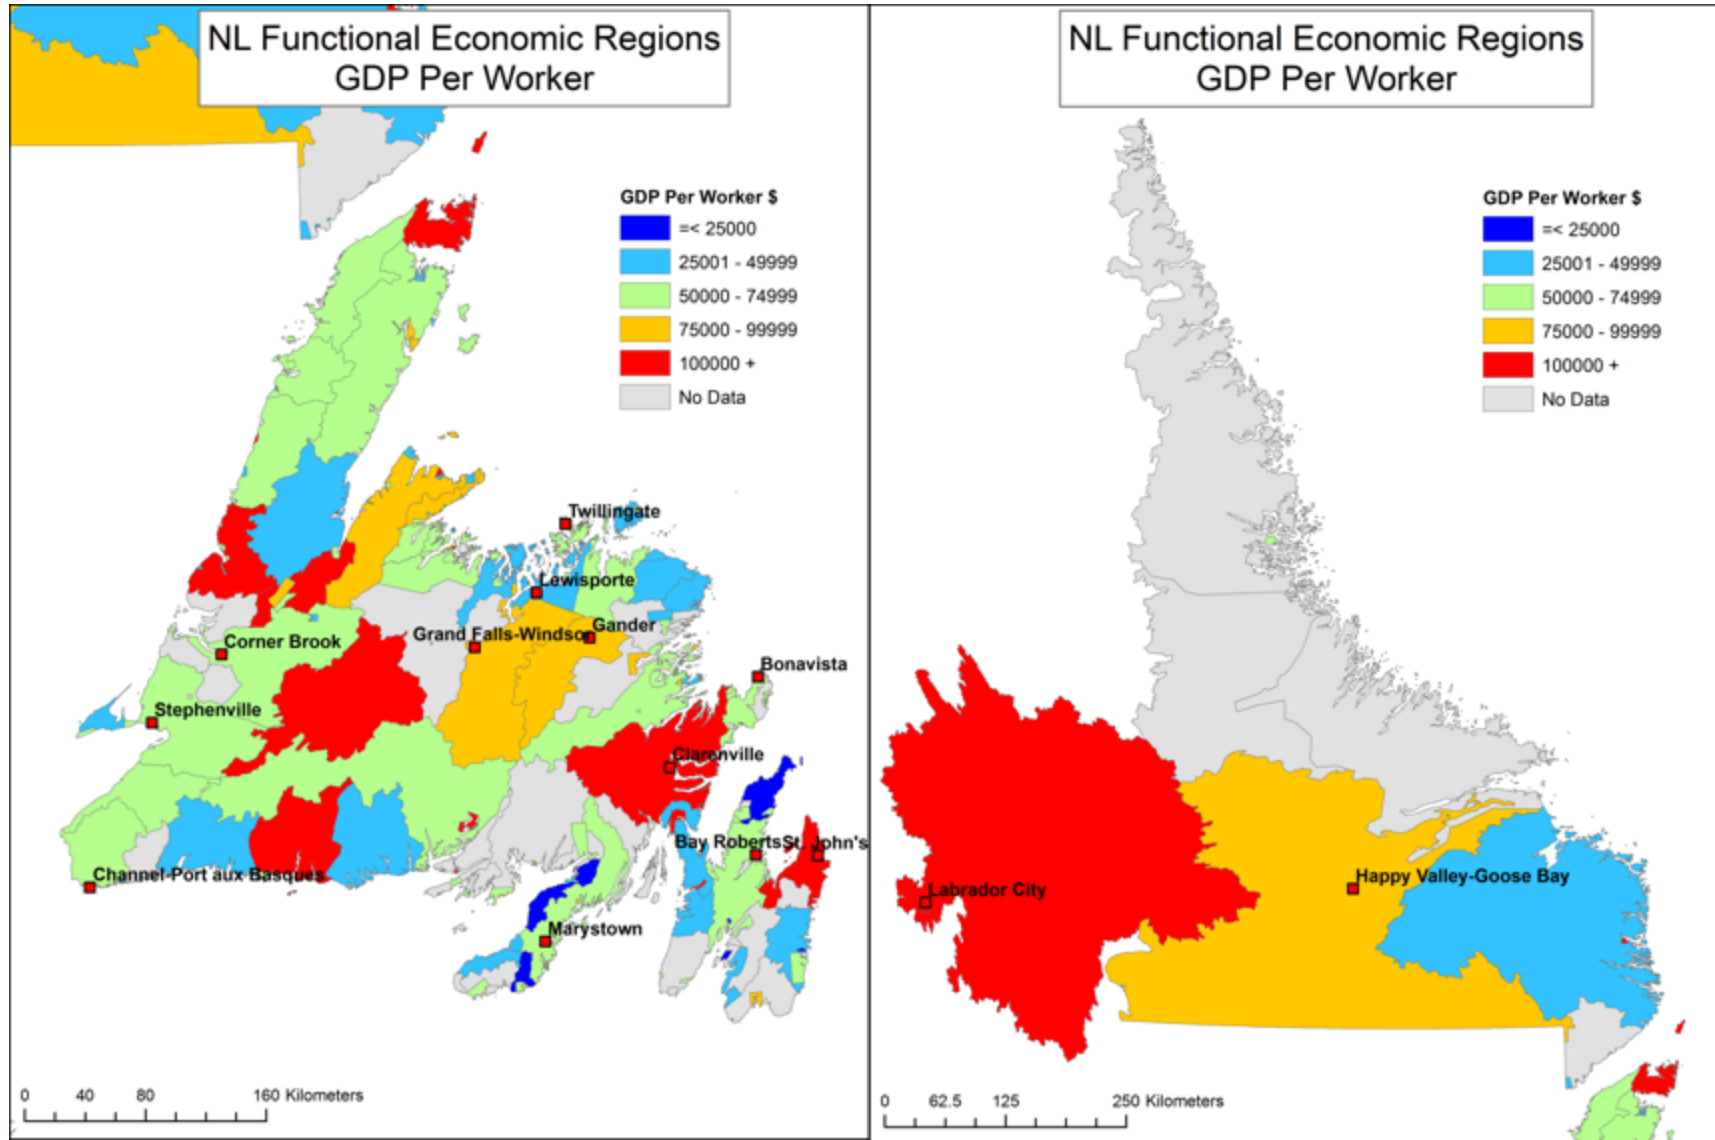 NL Functional Economic Regions
GDP Per Worker
GDP Per Worker $
=< 25000
25001 - 49999
50000 - 74999
75000 - 99999
100000 +
No Data
Twillingate
Lewisporte
Gander
Grand Falls-Windsor
Corner Brook
Bonavista
Stephenville
Clarenville
Bay Roberts
St. John's
Channel-Port aux Basques
Marystown
0 40 80 160 Kilometers
NL Functional Economic Regions
GDP Per Worker
GDP Per Worker $
=< 25000
25001 - 49999
50000 - 74999
75000 - 99999
100000 +
No Data
Happy Valley-Goose Bay
Labrador City
0 62.5 125 250 Kilometers